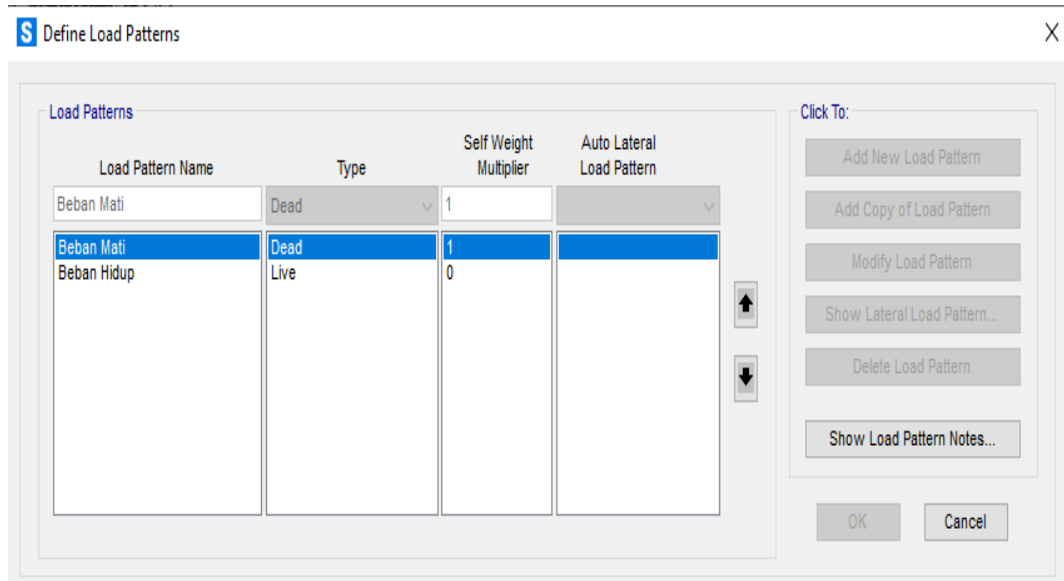 S Define Load Patterns X
Load Patterns
Click To:
Load Pattern Name Type Self Weight Multiplier Auto Lateral Load Pattern
Beban Mati Dead 1
Beban Mati Dead 1
Beban Hidup Live 0
Add New Load Pattern
Add Copy of Load Pattern
Modify Load Pattern
Show Lateral Load Pattern...
Delete Load Pattern
Show Load Pattern Notes...
OK Cancel